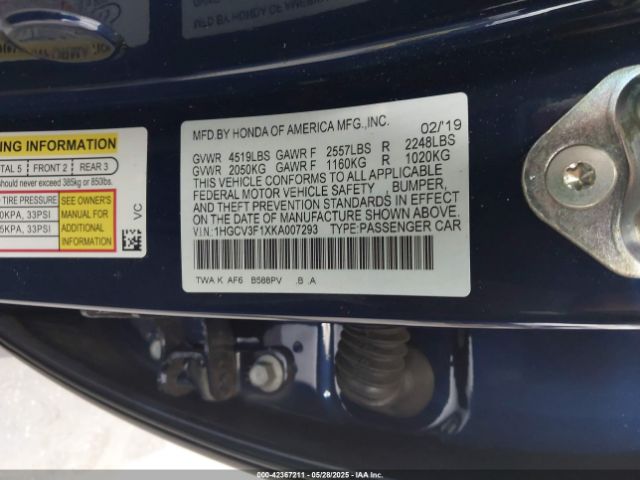 MFD.BY HONDA OF AMERICA MFG.,INC. 02/'19
GVWR 4519LBS GAWR F 2557LBS R 2248LBS
GVWR 2050KG GAWR F 1160KG R 1020KG
THIS VEHICLE CONFORMS TO ALL APPLICABLE
FEDERAL MOTOR VEHICLE SAFETY , BUMPER,
AND THEFT PREVENTION STANDARDS IN EFFECT
ON THE DATE OF MANUFACTURE SHOWN ABOVE.
VIN: 1HGCV3F1XKA007293 TYPE:PASSENGER CAR
TWA K AF6 B588PV .B .A
NG INFORMATION
TOTAL 5 FRONT 2 REAR 3
should never exceed 385kg or 850lbs.
TIRE PRESSURE
0KPA, 33PSI
5KPA, 33PSI
SEE OWNER'S
MANUAL FOR
ADDITIONAL
INFORMATION
VC
000-42367211 - 05/28/2025 - IAA Inc.